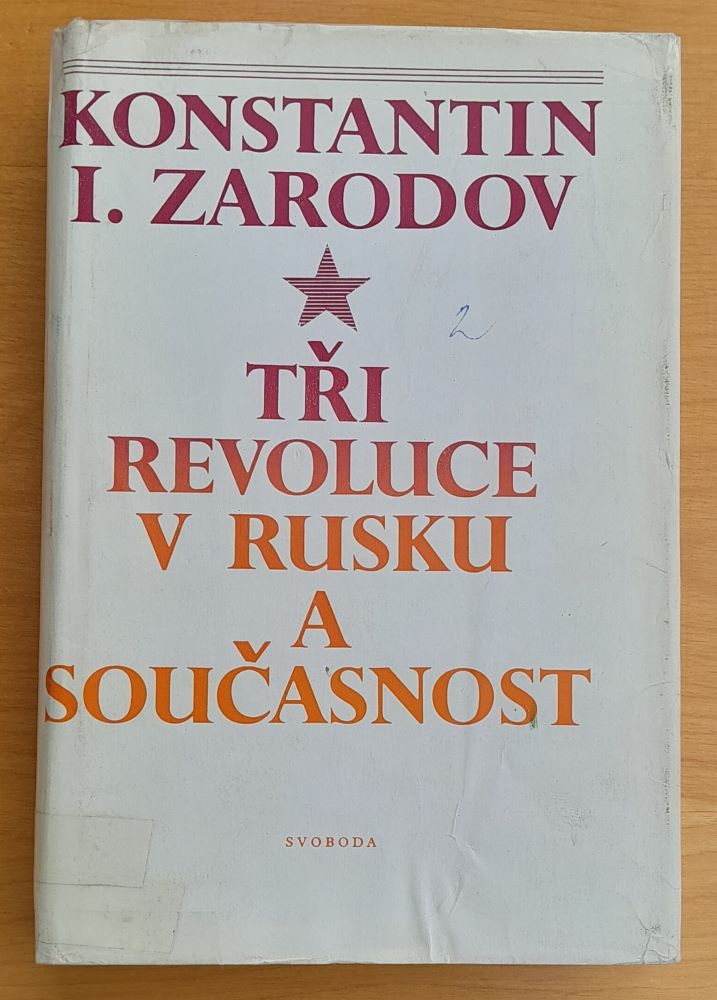 KONSTANTIN
I. ZARODOV
2
TŘI
REVOLUCE
V RUSKU
A
SOUČASNOST
SVOBODA